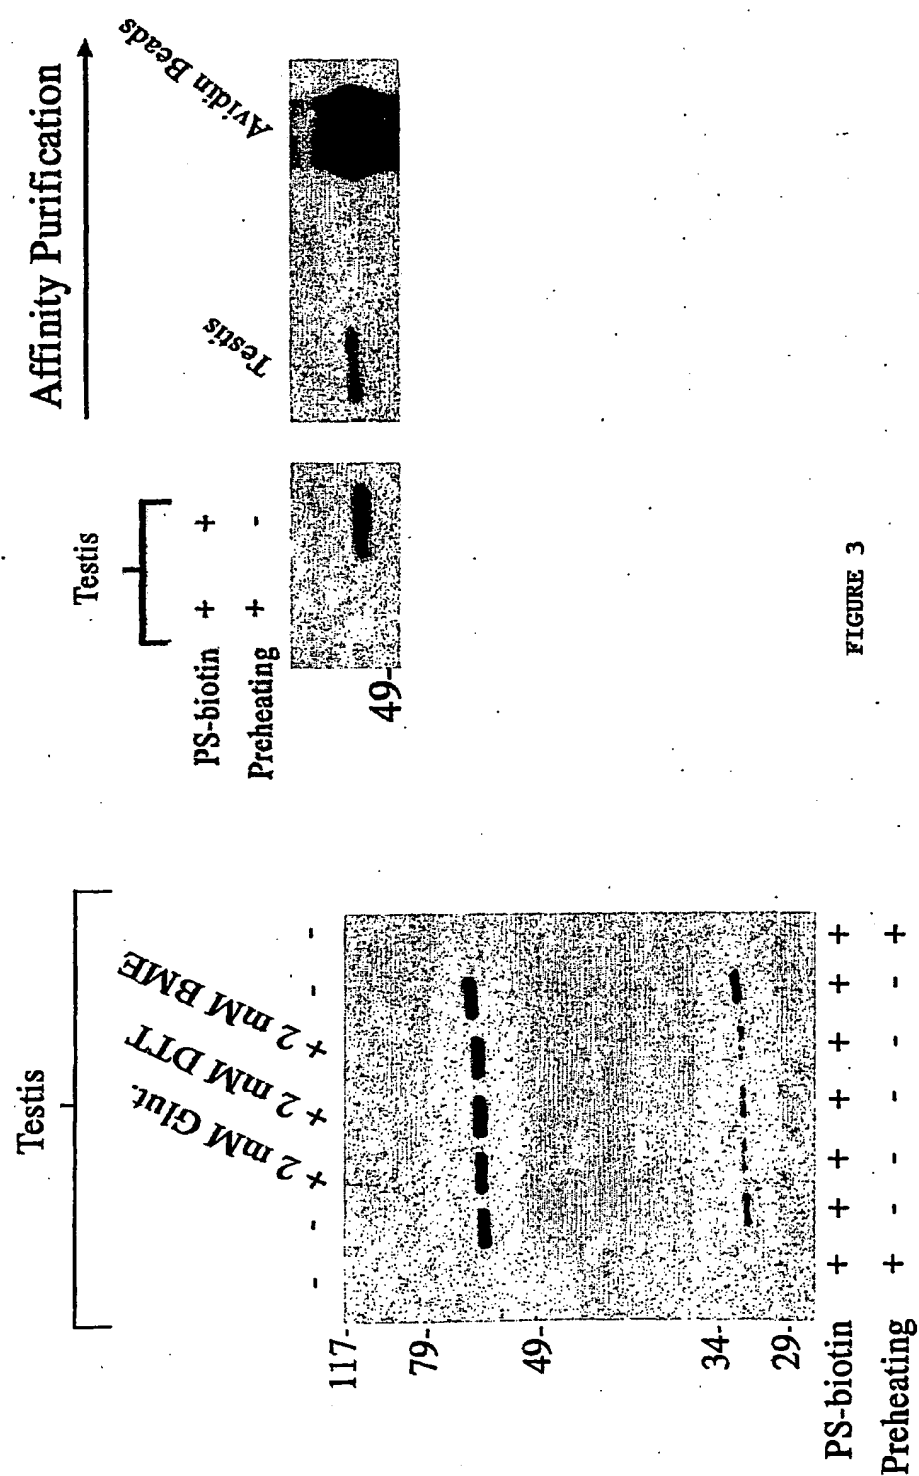 Testis
- - + 2 mM Glut. + 2 mM DTT + 2 mM BME - -
117-
79-
49-
34-
29-
PS-biotin + + + + + + +
Preheating + - - - - - +
Testis
PS-biotin + +
Preheating + -
49-
Affinity Purification
Testis
Avidin Beads
FIGURE 3